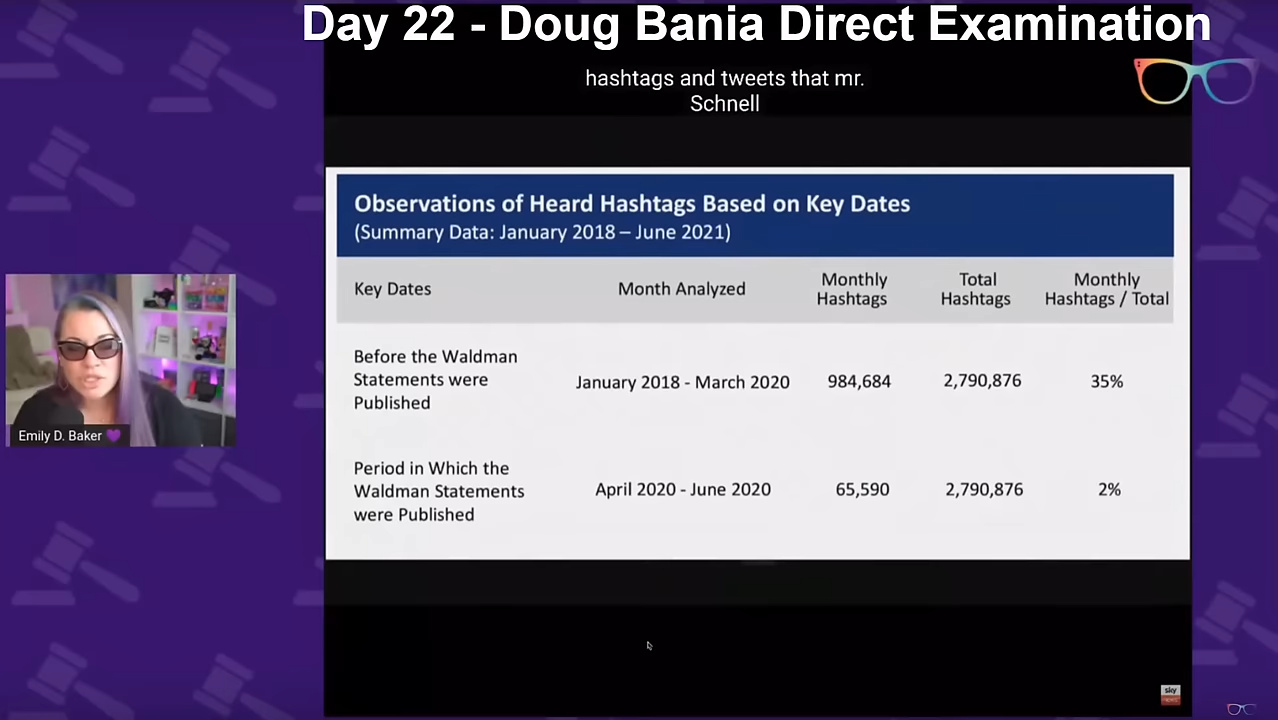 Day 22 - Doug Bania Direct Examination
hashtags and tweets that mr.
Schnell
Observations of Heard Hashtags Based on Key Dates
(Summary Data: January 2018 – June 2021)
Key Dates
Month Analyzed
Monthly
Hashtags
Total
Hashtags
Monthly
Hashtags / Total
Before the Waldman
Statements were
Published
January 2018 - March 2020
984,684
2,790,876
35%
Period in Which the
Waldman Statements
were Published
April 2020 - June 2020
65,590
2,790,876
2%
Emily D. Baker 💜
sky
news